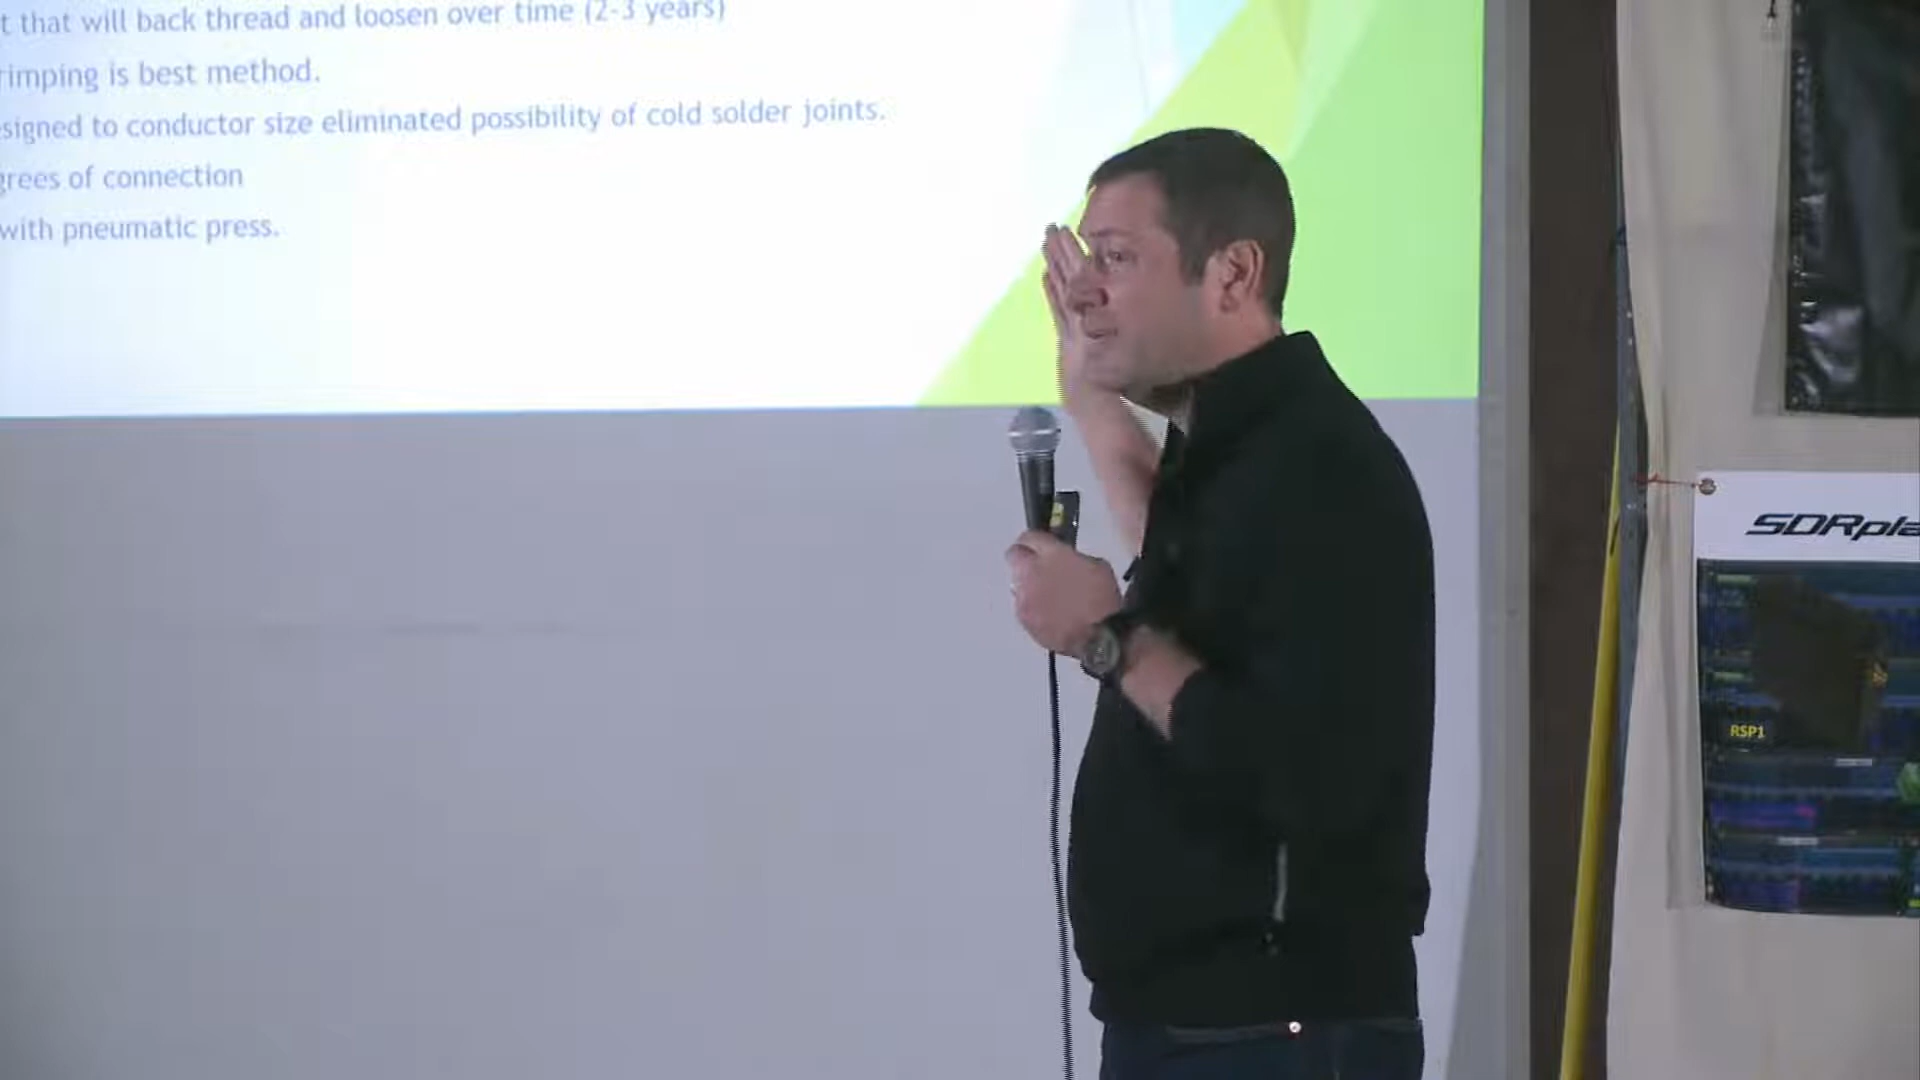 t that will back thread and loosen over time (2-3 years)
rimping is best method.
signed to conductor size eliminated possibility of cold solder joints.
grees of connection
with pneumatic press.
SDRpla
RSP1